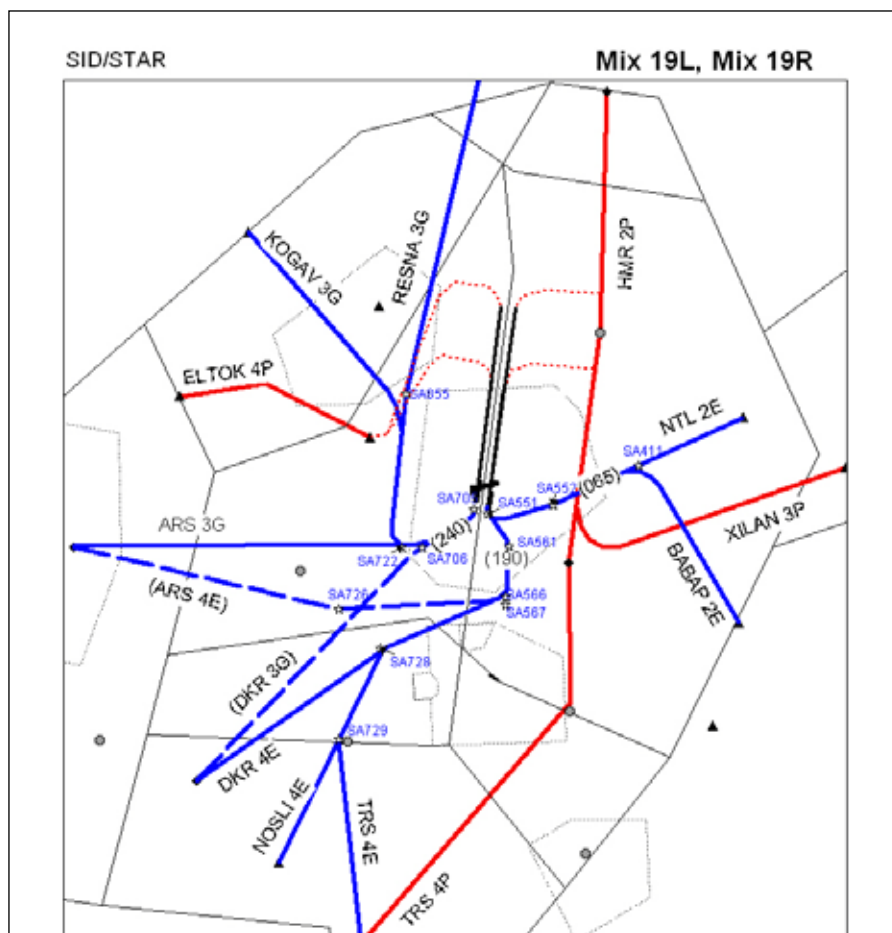 SID/STAR
Mix 19L, Mix 19R
KOGAV 3G
RESNA 3G
HMR 2P
ELTOK 4P
SA655
NTL 2E
SA411
(065)
SA551
XILAN 3P
ARS 3G
(240)
SA561
SA722
SA706
(190)
BABAP 2E
(ARS 4E)
SA726
SA566
SA567
SA728
(DKR 3G)
SA729
DKR 4E
NOSLI 4E
TRS 4E
TRS 4P